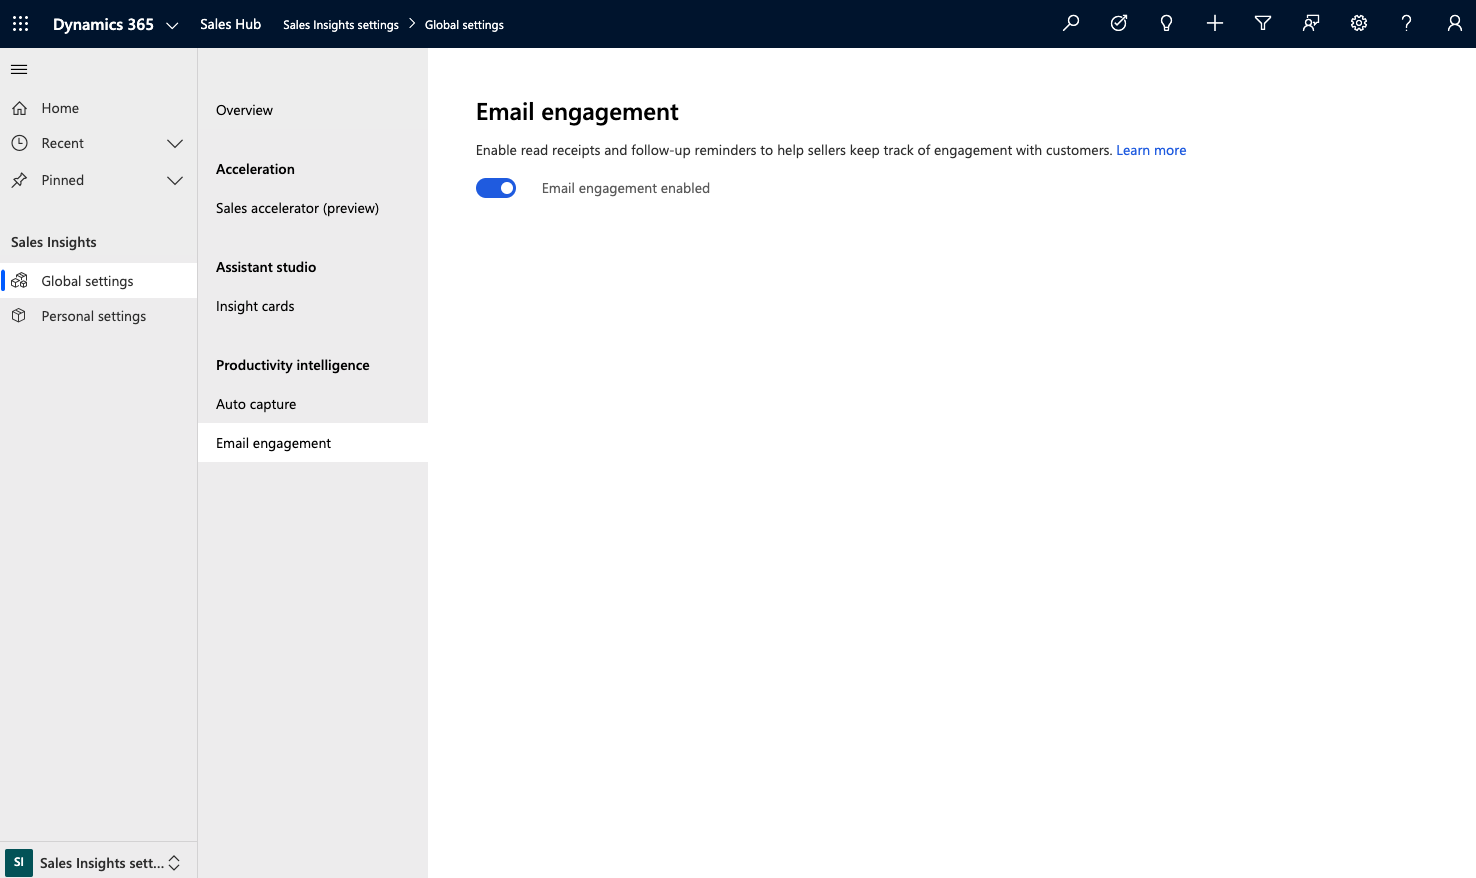 Dynamics 365 Sales Hub Sales Insights settings > Global settings
Home
Recent
Pinned
Sales Insights
Global settings
Personal settings
SI Sales Insights sett...
Overview
Acceleration
Sales accelerator (preview)
Assistant studio
Insight cards
Productivity intelligence
Auto capture
Email engagement
Email engagement
Enable read receipts and follow-up reminders to help sellers keep track of engagement with customers. Learn more
Email engagement enabled